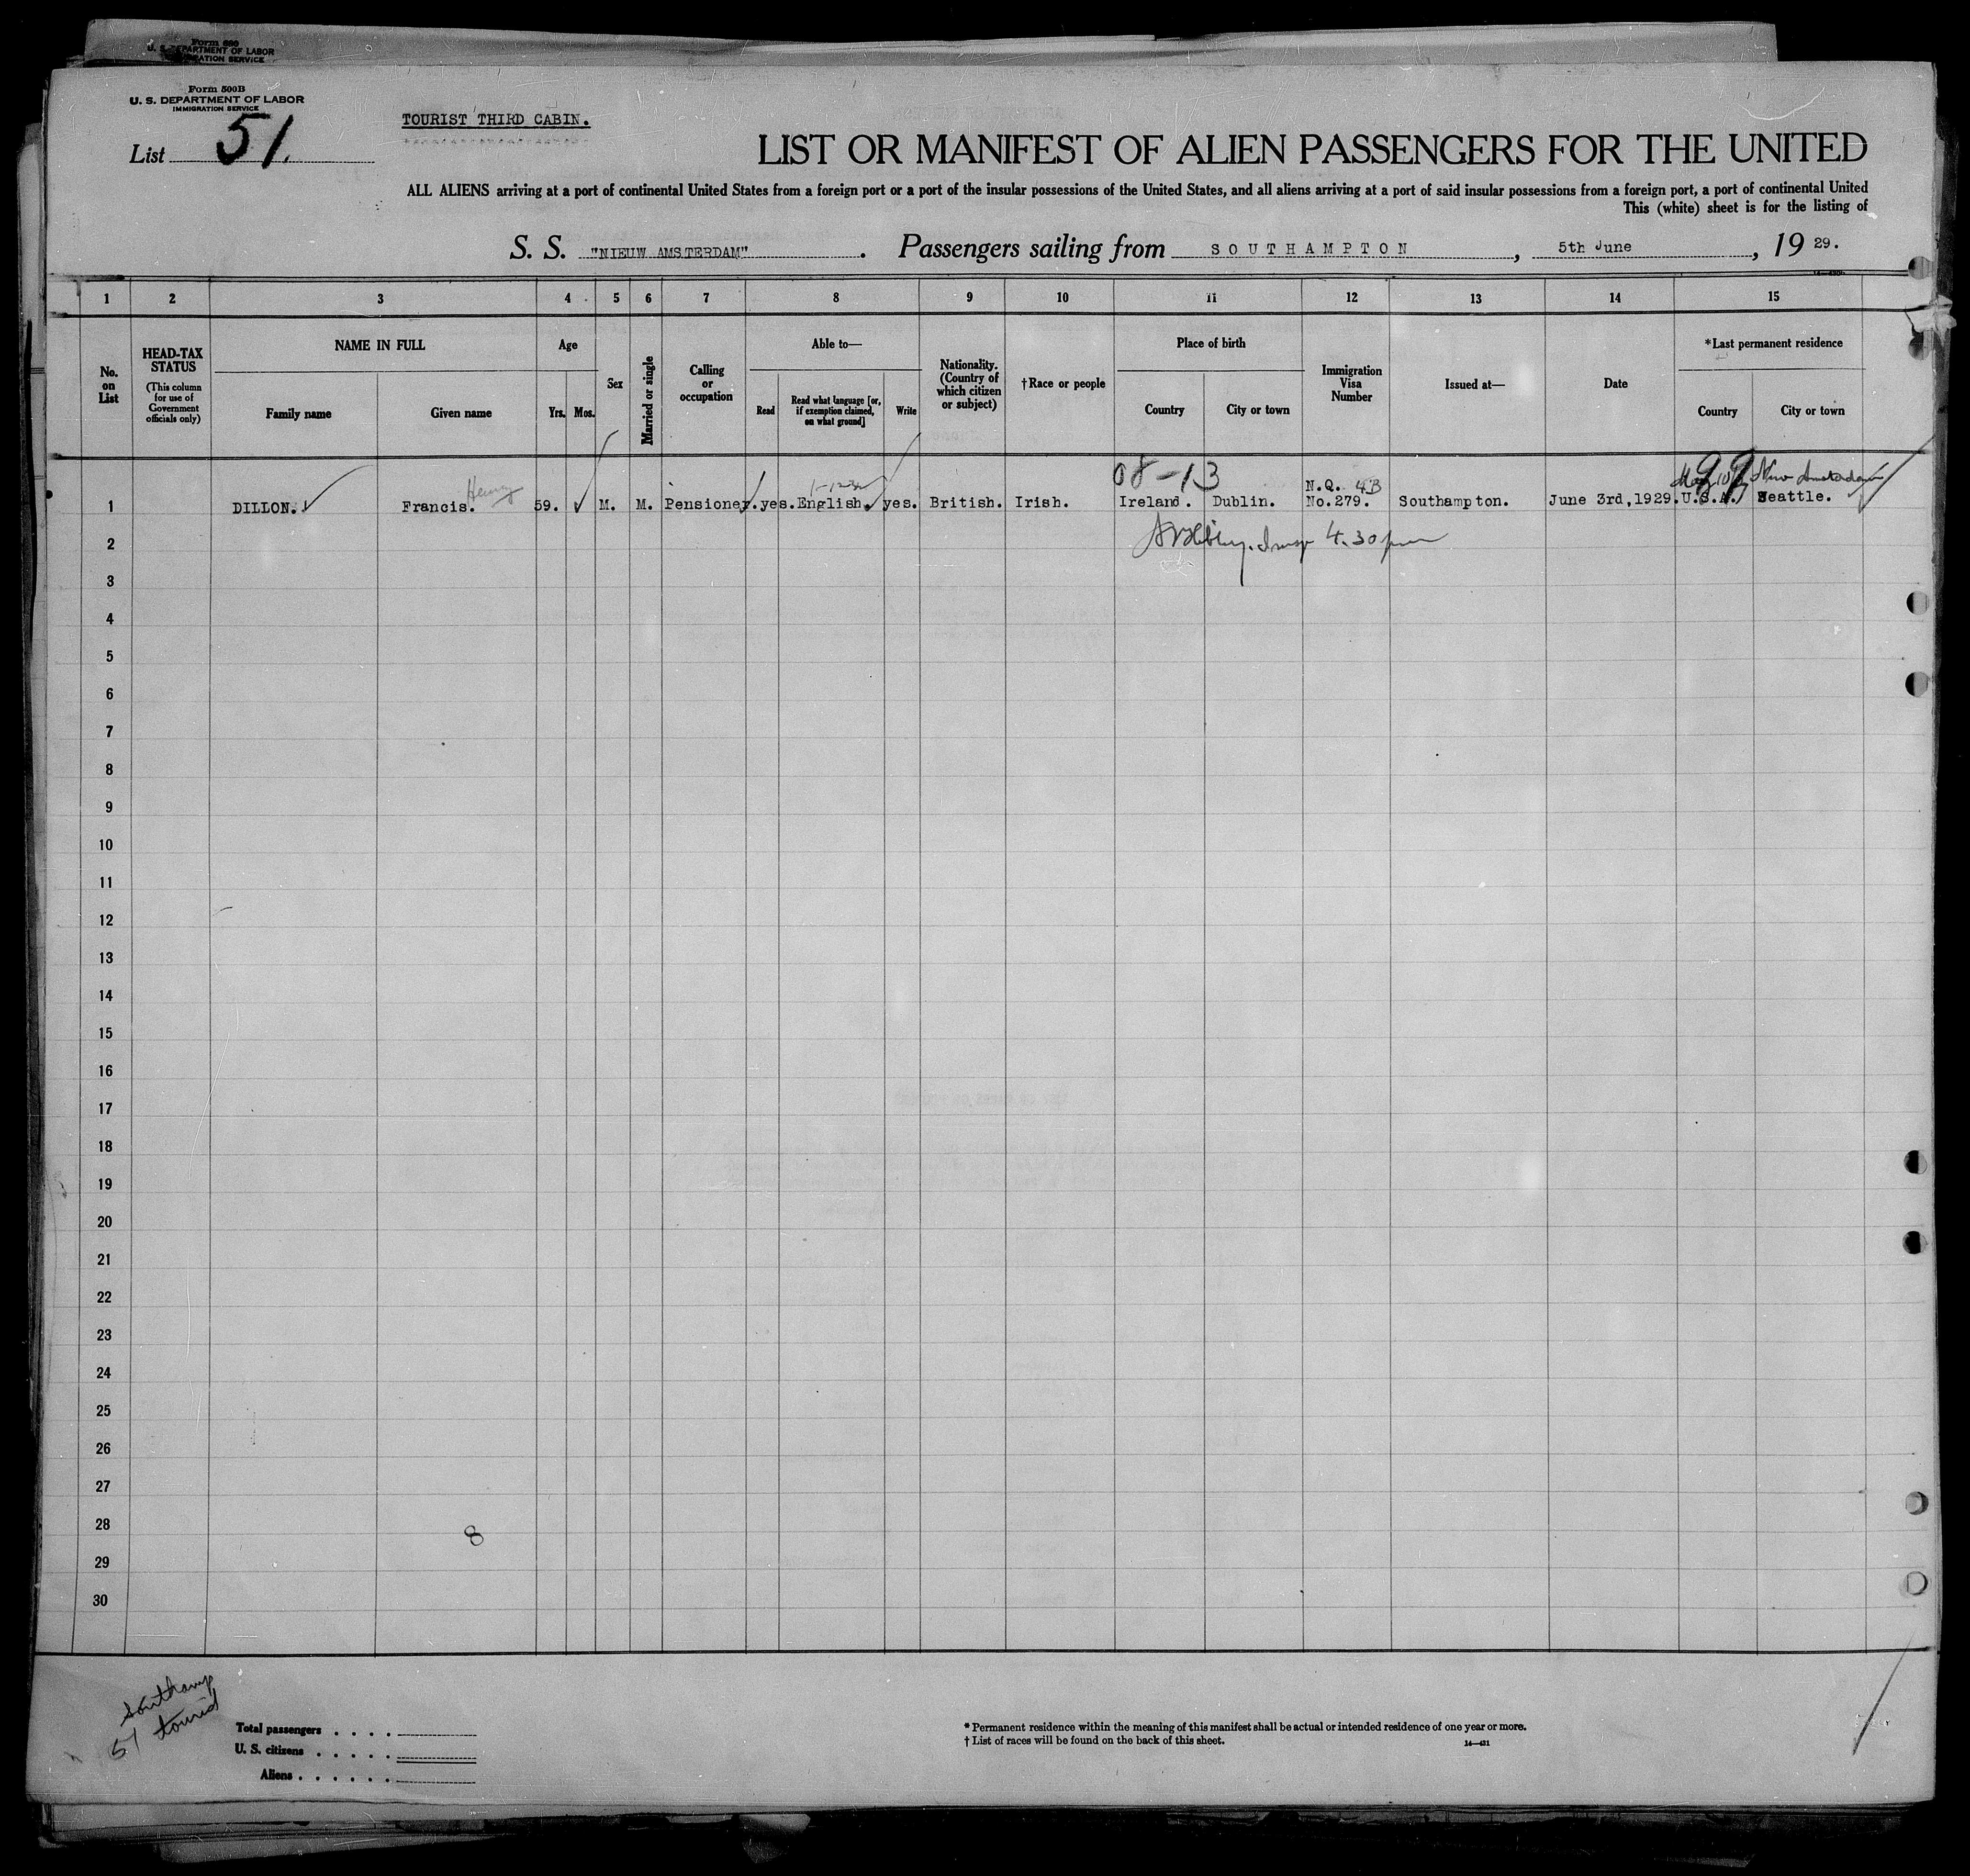 Form 500B
U. S. DEPARTMENT OF LABOR
IMMIGRATION SERVICE
TOURIST THIRD CABIN.
List 51.
LIST OR MANIFEST OF ALIEN PASSENGERS FOR THE UNITED
ALL ALIENS arriving at a port of continental United States from a foreign port or a port of the insular possessions of the United States, and all aliens arriving at a port of said insular possessions from a foreign port, a port of continental United
This (white) sheet is for the listing of
S. S. "NIEUW AMSTERDAM". Passengers sailing from SOUTHAMPTON, 5th June, 19 29.
1 2 3 4 5 6 7 8 9 10 11 12 13 14 15
No. on List
HEAD-TAX STATUS
(This column for use of Government officials only)
NAME IN FULL
Family name
Given name
Age
Yrs. Mos.
Sex
Married or single
Calling or occupation
Able to—
Read
Read what language [or, if exemption claimed, on what ground]
Write
Nationality. (Country of which citizen or subject)
†Race or people
Place of birth
Country
City or town
Immigration Visa Number
Issued at—
Date
*Last permanent residence
Country
City or town
08-13
Henry
N.Q. 4B
1 DILLON. Francis. 59. M. M. Pensioner. yes. English. yes. British. Irish. Ireland. Dublin. No.279. Southampton. June 3rd,1929. U.S.A. Seattle.
2 4.30 pm
3
4
5
6
7
8
9
10
11
12
13
14
15
16
17
18
19
20
21
22
23
24
25
26
27
28
8
29
30
Southamp
51 tourist
Total passengers . . . .
U. S. citizens . . . . .
Aliens . . . . . .
* Permanent residence within the meaning of this manifest shall be actual or intended residence of one year or more.
† List of races will be found on the back of this sheet.
14—431